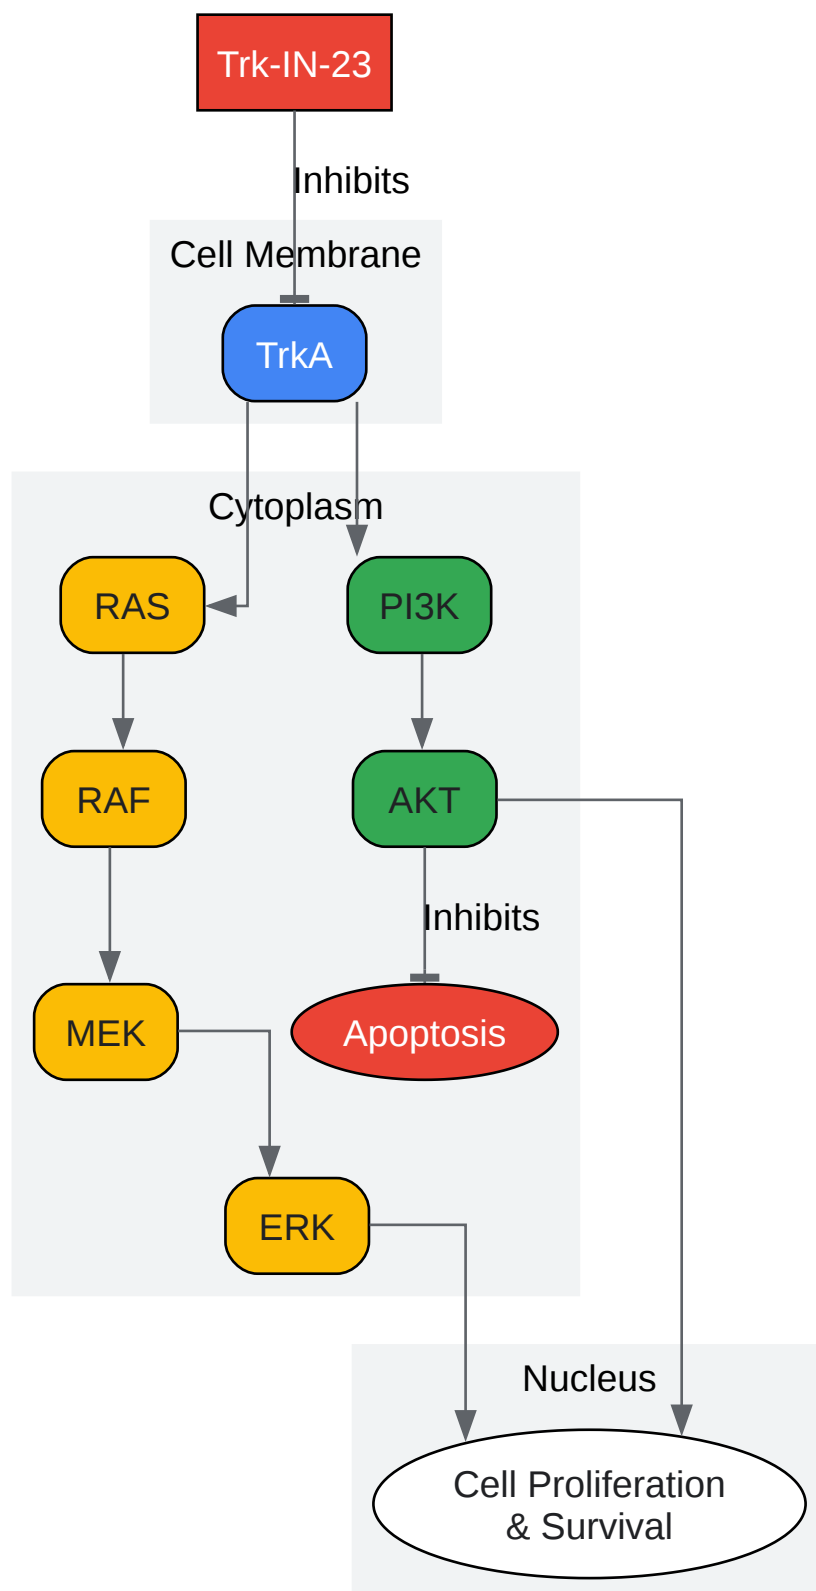 Trk-IN-23
Inhibits
Cell Membrane
TrkA
Cytoplasm
RAS
PI3K
RAF
AKT
Inhibits
MEK
Apoptosis
ERK
Nucleus
Cell Proliferation
& Survival